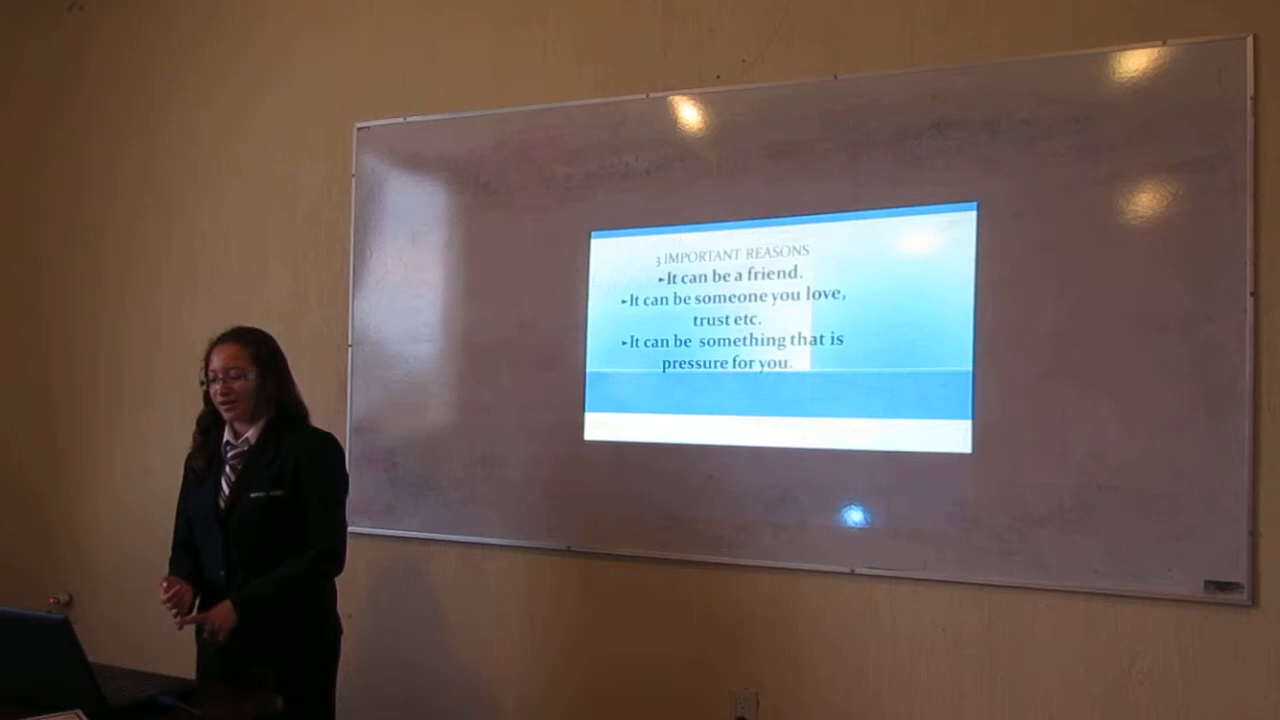 3 IMPORTANT REASONS
►It can be a friend.
►It can be someone you love,
trust etc.
►It can be  something that is
pressure for you.